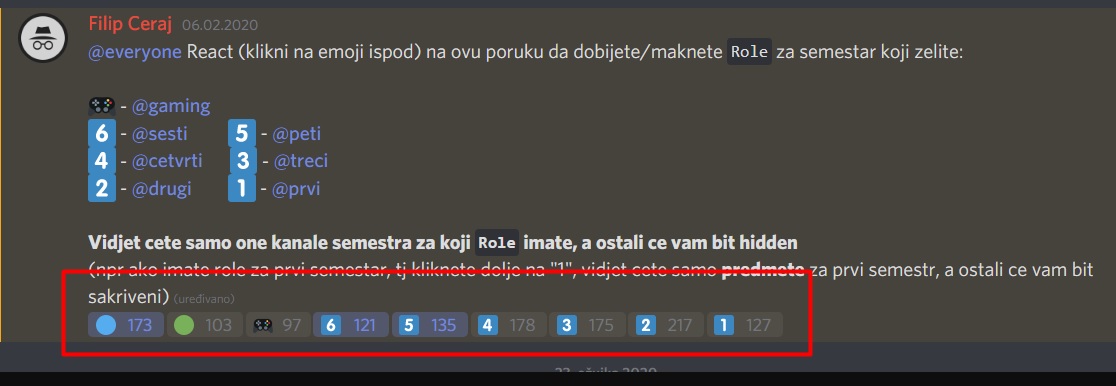 Filip Ceraj 06.02.2020
@everyone React (klikni na emoji ispod) na ovu poruku da dobijete/maknete Role za semestar koji zelite:
🎮 - @gaming
6 - @sesti 5 - @peti
4 - @cetvrti 3 - @treci
2 - @drugi 1 - @prvi
Vidjet cete samo one kanale semestra za koji Role imate, a ostali ce vam bit hidden
(npr ako imate role za prvi semestar, tj kliknete dolje na "1", vidjet cete samo predmete za prvi semestr, a ostali ce vam bit
sakriveni) (uređivano)
173 103 97 6 121 5 135 4 178 3 175 2 217 1 127
23. ožujka 2020